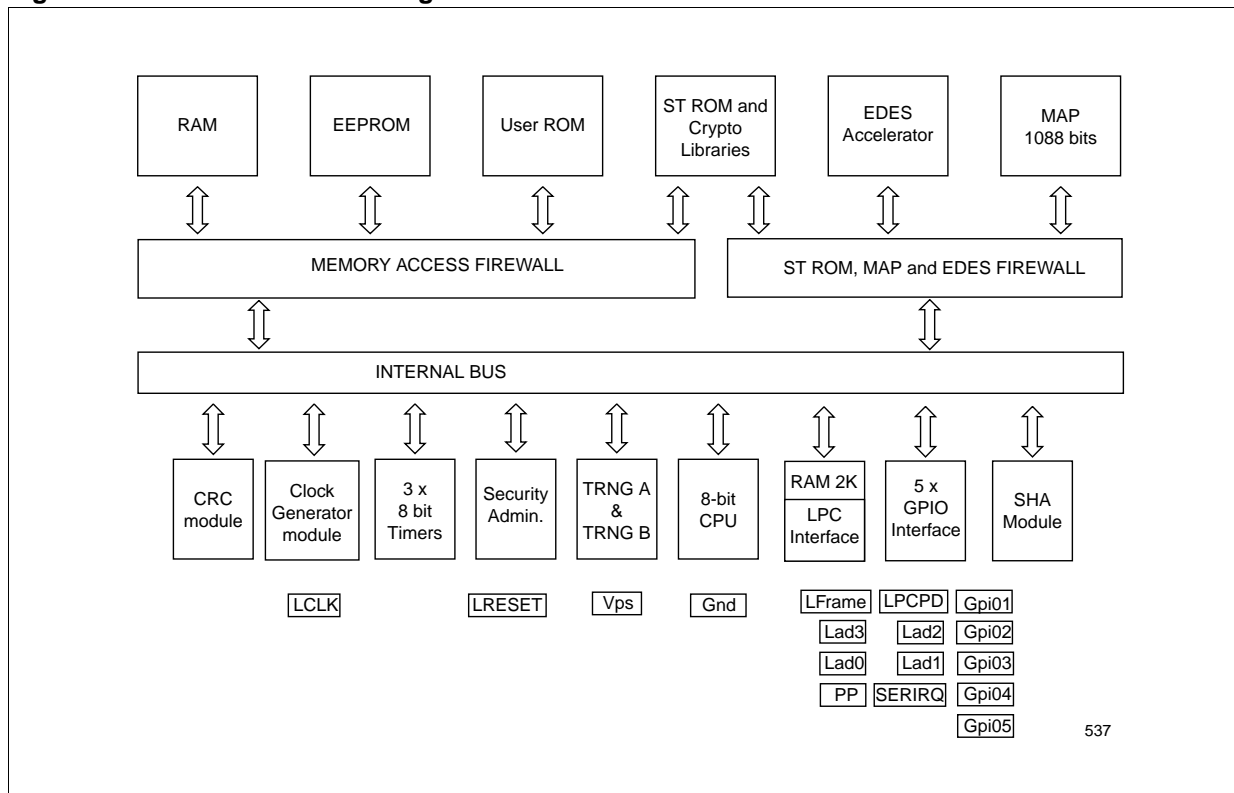 RAM
EEPROM
User ROM
ST ROM and
Crypto
Libraries
EDES
Accelerator
MAP
1088 bits
MEMORY ACCESS FIREWALL
ST ROM, MAP and EDES FIREWALL
INTERNAL BUS
CRC
module
Clock
Generator
module
3 x
8 bit
Timers
Security
Admin.
TRNG A
&
TRNG B
8-bit
CPU
RAM 2K
LPC
Interface
5 x
GPIO
Interface
SHA
Module
LCLK
LRESET
Vps
Gnd
LFrame
LPCPD
Gpi01
Lad3
Lad2
Gpi02
Lad0
Lad1
Gpi03
PP
SERIRQ
Gpi04
Gpi05
537